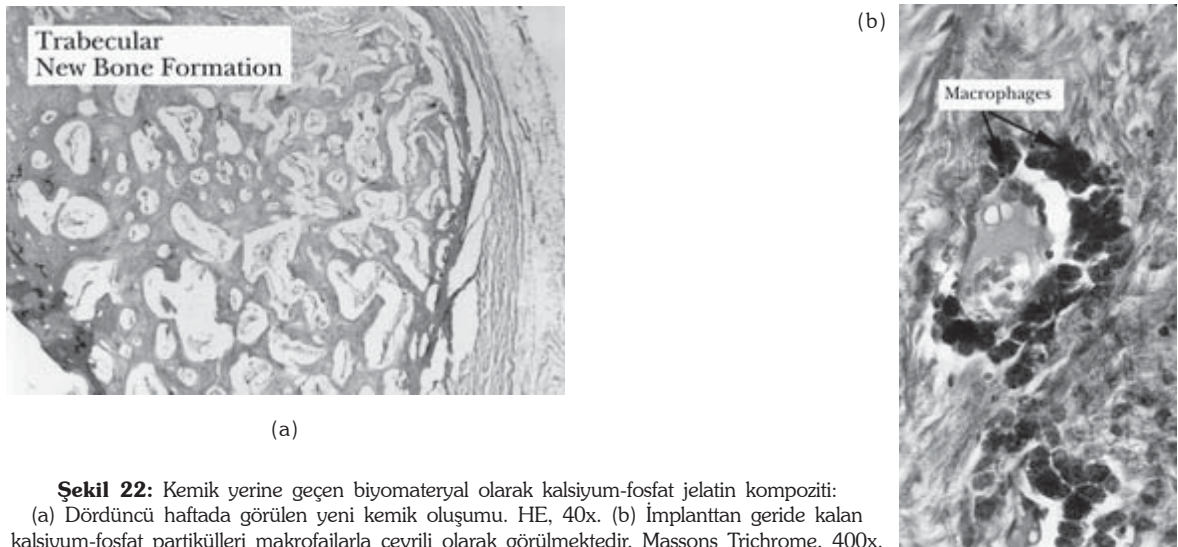 Trabecular
New Bone Formation
(b)
Macrophages
(a)
Şekil 22: Kemik yerine geçen biyomateryal olarak kalsiyum-fosfat jelatin kompoziti:
(a) Dördüncü haftada görülen yeni kemik oluşumu. HE, 40x. (b) İmplanttan geride kalan
kalsiyum-fosfat partikülleri makrofajlarla çevrili olarak görülmektedir. Massons Trichrome, 400x.